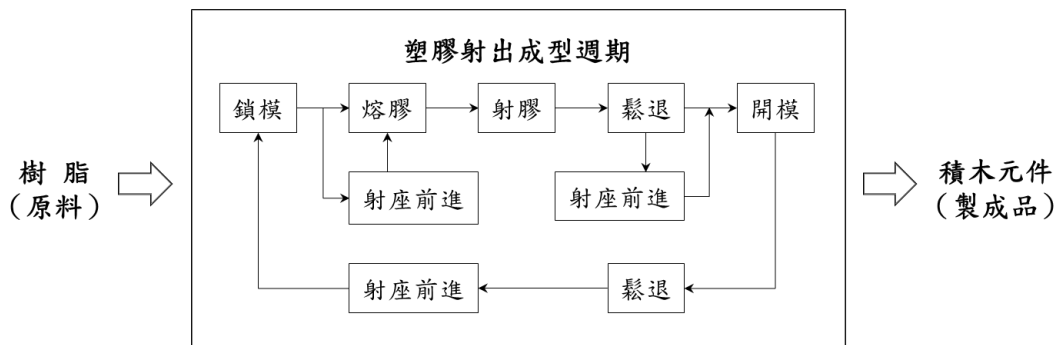 塑膠射出成型週期
鎖模
熔膠
射膠
鬆退
開模
射座前進
射座前進
樹 脂
（原料）
積木元件
（製成品）
射座前進
鬆退